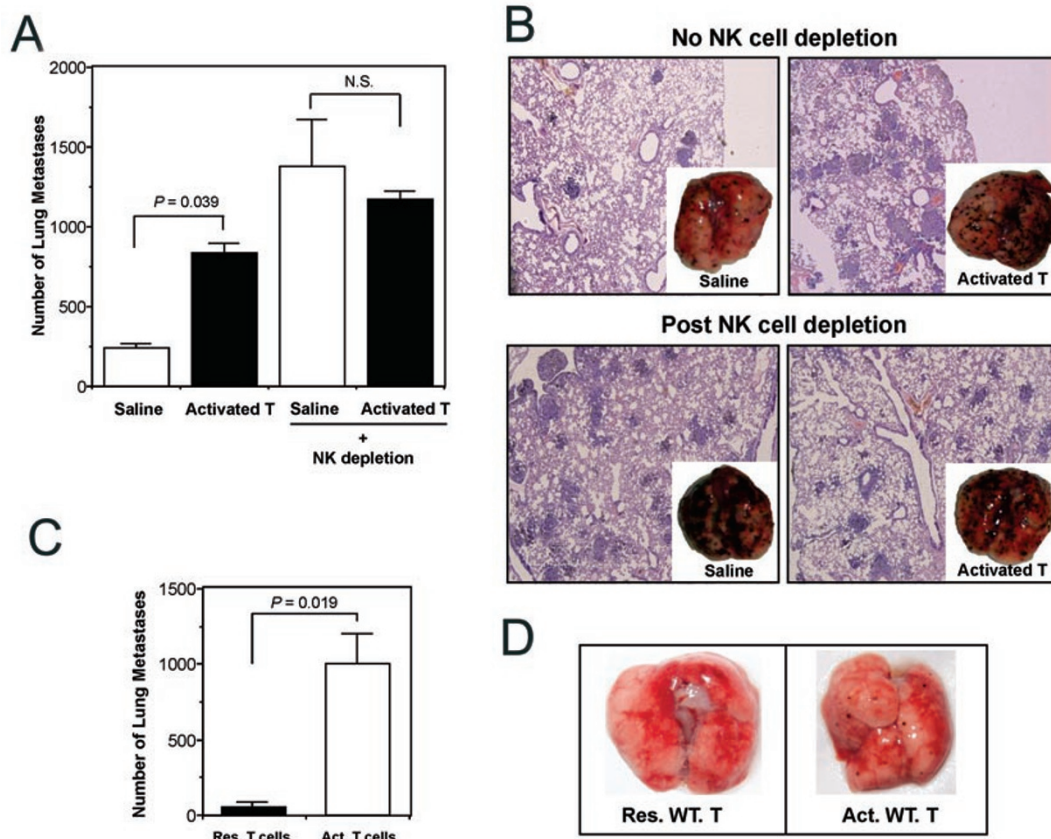 A
Number of Lung Metastases
2000
1500
1000
500
0
P = 0.039
N.S.
Saline
Activated T
Saline
Activated T
+
NK depletion
B
No NK cell depletion
Saline
Activated T
Post NK cell depletion
Saline
Activated T
C
Number of Lung Metastases
1500
1000
500
0
P = 0.019
Res. T cells
Act. T cells
D
Res. WT. T
Act. WT. T